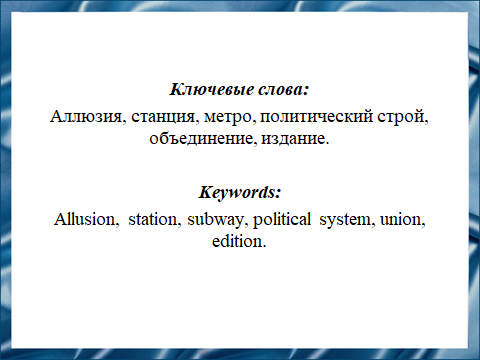 Ключевые слова:
Аллюзия, станция, метро, политический строй,
объединение, издание.
Keywords:
Allusion, station, subway, political system, union,
edition.